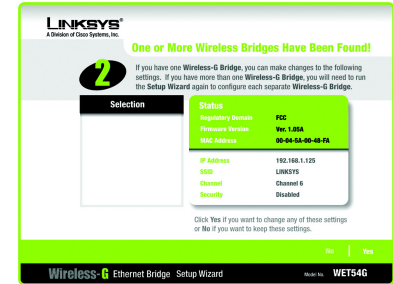 LINKSYS®
A Division of Cisco Systems, Inc.
One or More Wireless Bridges Have Been Found!
2
If you have one Wireless-G Bridge, you can make changes to the following
settings. If you have more than one Wireless-G Bridge, you will need to run
the Setup Wizard again to configure each separate Wireless-G Bridge.
Selection
Status
Regulatory Domain FCC
Firmware Version Ver. 1.05A
MAC Address 00-04-5A-00-48-FA
IP Address 192.168.1.125
SSID LINKSYS
Channel Channel 6
Security Disabled
Click Yes if you want to change any of these settings
or No if you want to keep these settings.
No Yes
Wireless-G Ethernet Bridge Setup Wizard Model No. WET54G